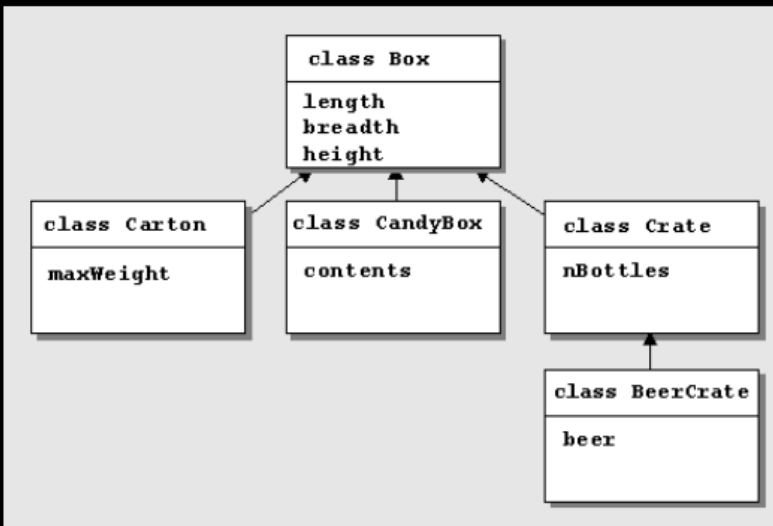 class Box
length
breadth
height
class Carton
maxWeight
class CandyBox
contents
class Crate
nBottles
class BeerCrate
beer